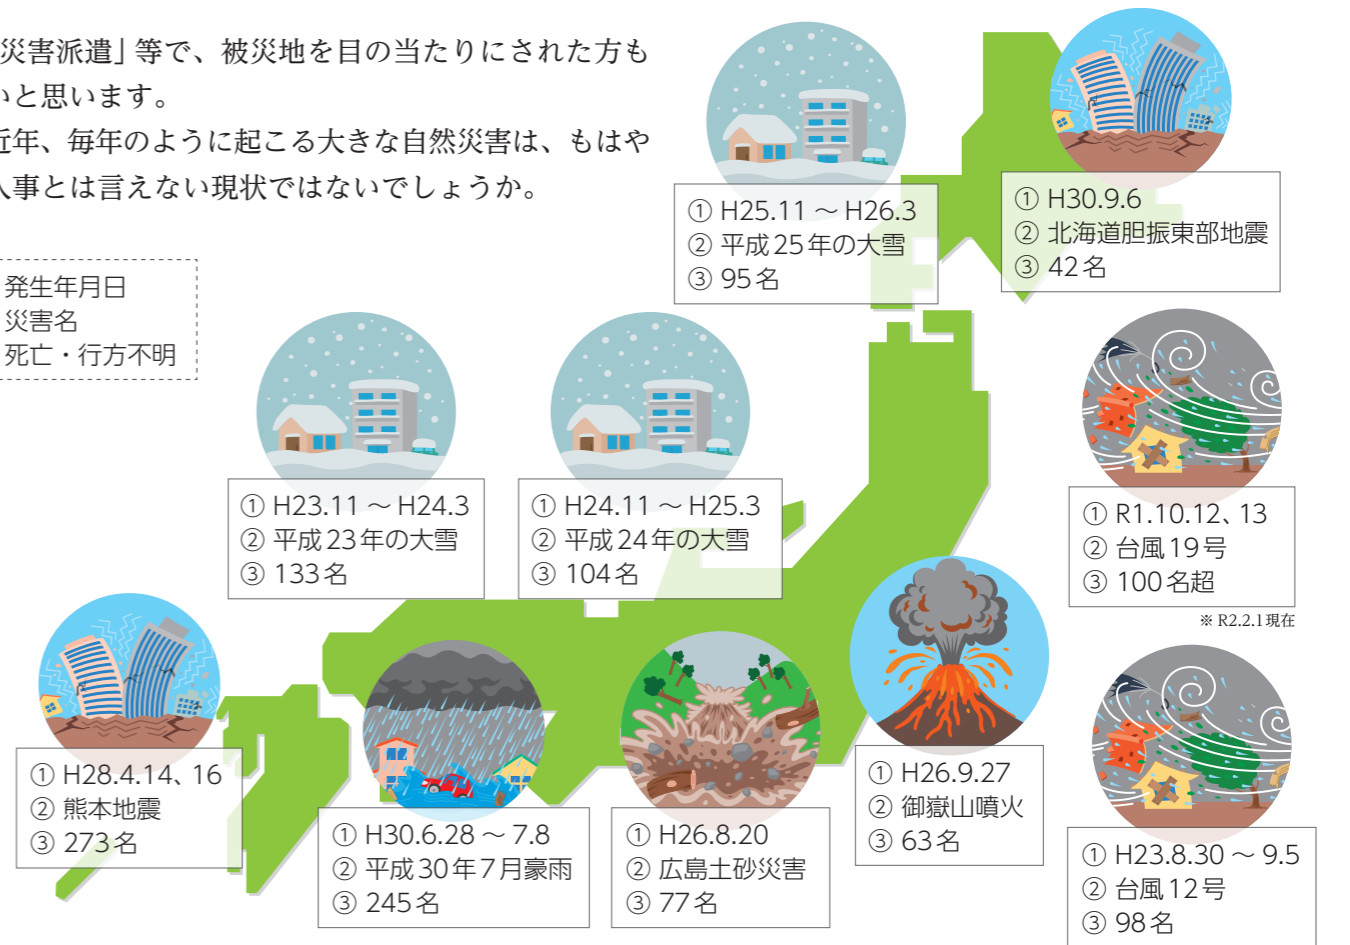 災害派遣」等で、被災地を目の当たりにされた方も
いと思います。
近年、毎年のように起こる大きな自然災害は、もはや
人事とは言えない現状ではないでしょうか。
発生年月日
災害名
死亡・行方不明
① H25.11 ～ H26.3
② 平成25年の大雪
③ 95名
① H30.9.6
② 北海道胆振東部地震
③ 42名
① H23.11 ～ H24.3
② 平成23年の大雪
③ 133名
① H24.11 ～ H25.3
② 平成24年の大雪
③ 104名
① R1.10.12、13
② 台風19号
③ 100名超
※ R2.2.1現在
① H28.4.14、16
② 熊本地震
③ 273名
① H30.6.28 ～ 7.8
② 平成30年7月豪雨
③ 245名
① H26.8.20
② 広島土砂災害
③ 77名
① H26.9.27
② 御嶽山噴火
③ 63名
① H23.8.30 ～ 9.5
② 台風12号
③ 98名